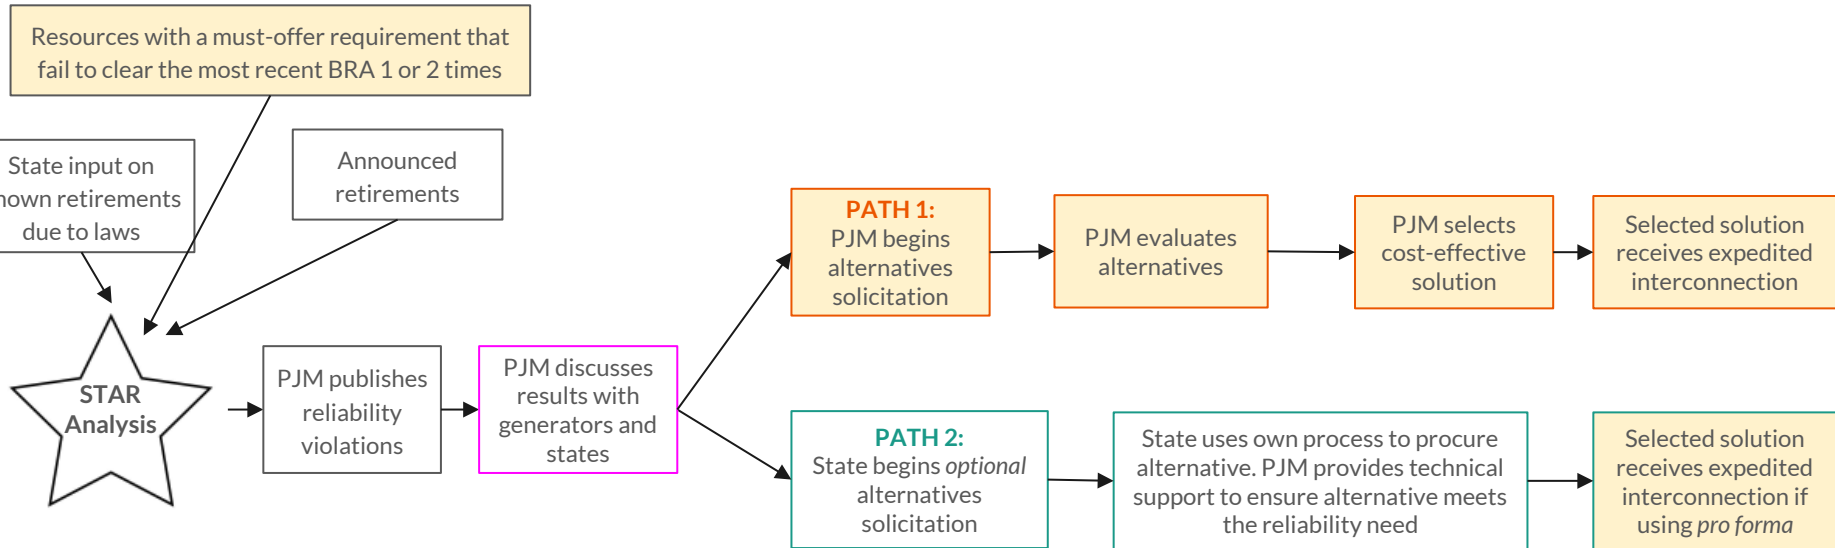 Resources with a must-offer requirement that
fail to clear the most recent BRA 1 or 2 times
State input on
retirements
due to laws
Announced
retirements
STAR
Analysis
PJM publishes
reliability
violations
PJM discusses
results with
generators and
states
PATH 1:
PJM begins
alternatives
solicitation
PJM evaluates
alternatives
PJM selects
cost-effective
solution
Selected solution
receives expedited
interconnection
PATH 2:
State begins optional
alternatives
solicitation
State uses own process to procure
alternative. PJM provides technical
support to ensure alternative meets
the reliability need
Selected solution
receives expedited
interconnection if
using pro forma